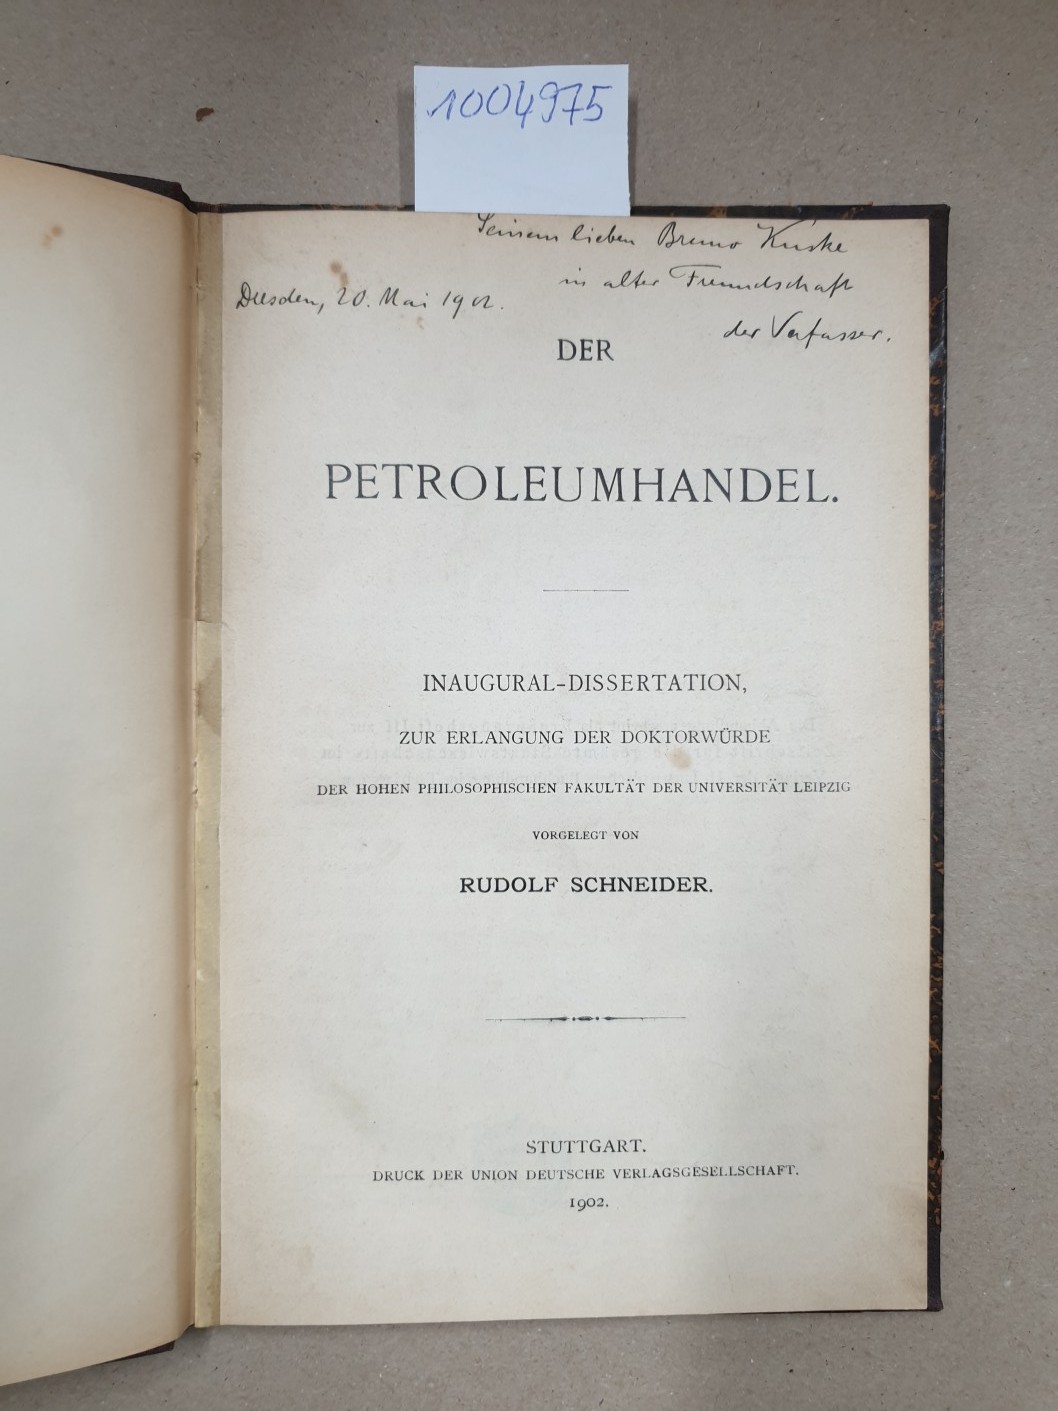 1004975
Seinem lieben Bruno Kuske
in alter Freundschaft
Dresden, 20. Mai 1902.
der Verfasser.
DER
PETROLEUMHANDEL.
INAUGURAL-DISSERTATION,
ZUR ERLANGUNG DER DOKTORWÜRDE
DER HOHEN PHILOSOPHISCHEN FAKULTÄT DER UNIVERSITÄT LEIPZIG
VORGELEGT VON
RUDOLF SCHNEIDER.
STUTTGART.
DRUCK DER UNION DEUTSCHE VERLAGSGESELLSCHAFT.
1902.